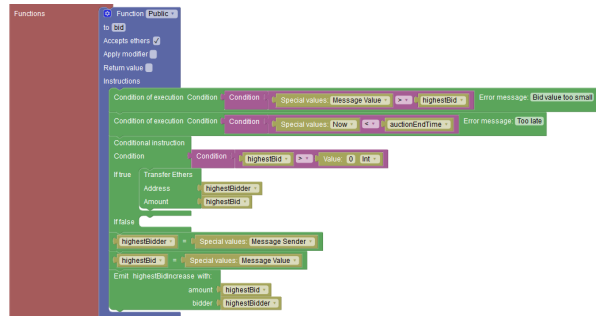 Functions
Function Public
to bid
Accepts ethers
Apply modifier
Return value
Instructions
Condition of execution Condition Condition Special values: Message Value > highestBid Error message: Bid value too small
Condition of execution Condition Condition Special values: Now < auctionEndTime Error message: Too late
Conditional instruction
Condition Condition highestBid > Value: 0 Int
If true Transfer Ethers
Address highestBidder
Amount highestBid
If false
highestBidder = Special values: Message Sender
highestBid = Special values: Message Value
Emit highestBidIncrease with:
amount highestBid
bidder highestBidder